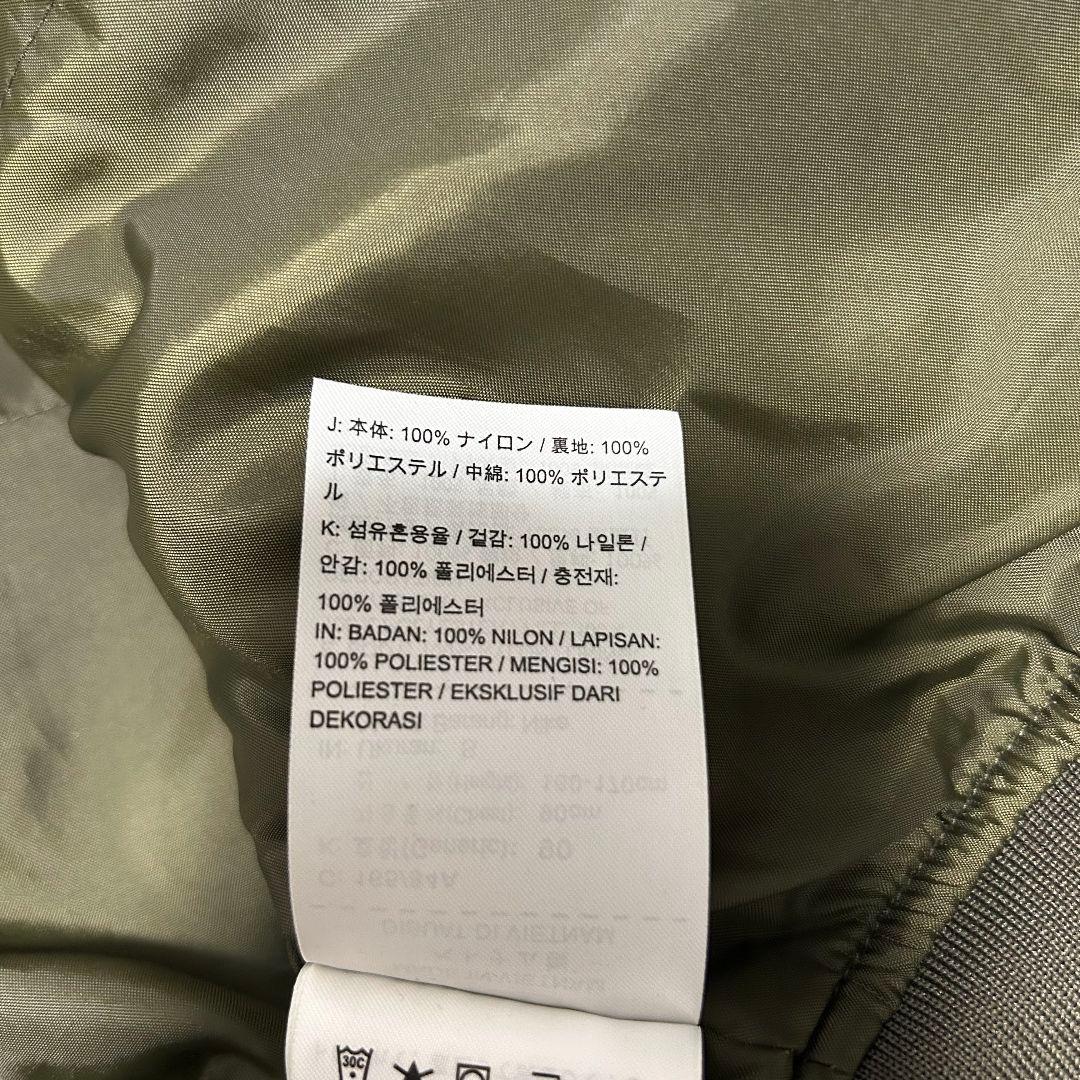 J: 本体: 100% ナイロン / 裏地: 100%
ポリエステル / 中綿: 100% ポリエステ
ル
K: 섬유혼용율 / 겉감: 100% 나일론 /
안감: 100% 폴리에스터 / 충전재:
100% 폴리에스터
IN: BADAN: 100% NILON / LAPISAN:
100% POLIESTER / MENGISI: 100%
POLIESTER / EKSKLUSIF DARI
DEKORASI
30C